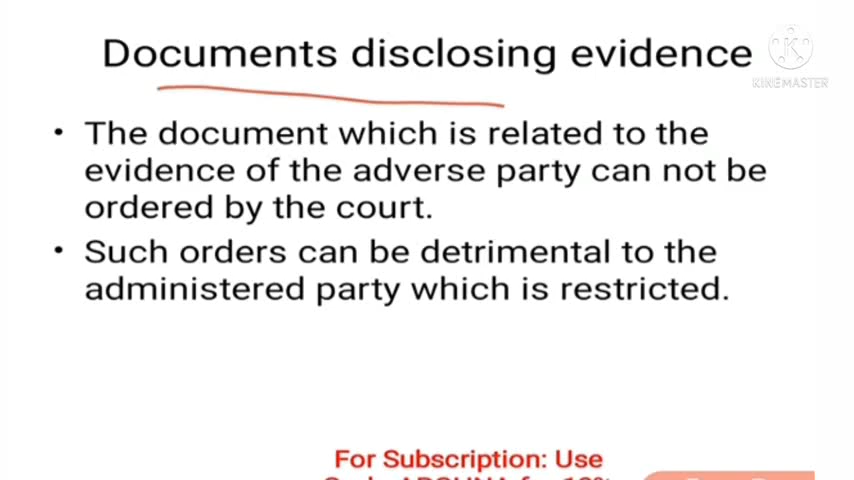 Documents disclosing evidence
KINEMASTER
• The document which is related to the
evidence of the adverse party can not be
ordered by the court.
• Such orders can be detrimental to the
administered party which is restricted.
For Subscription: Use